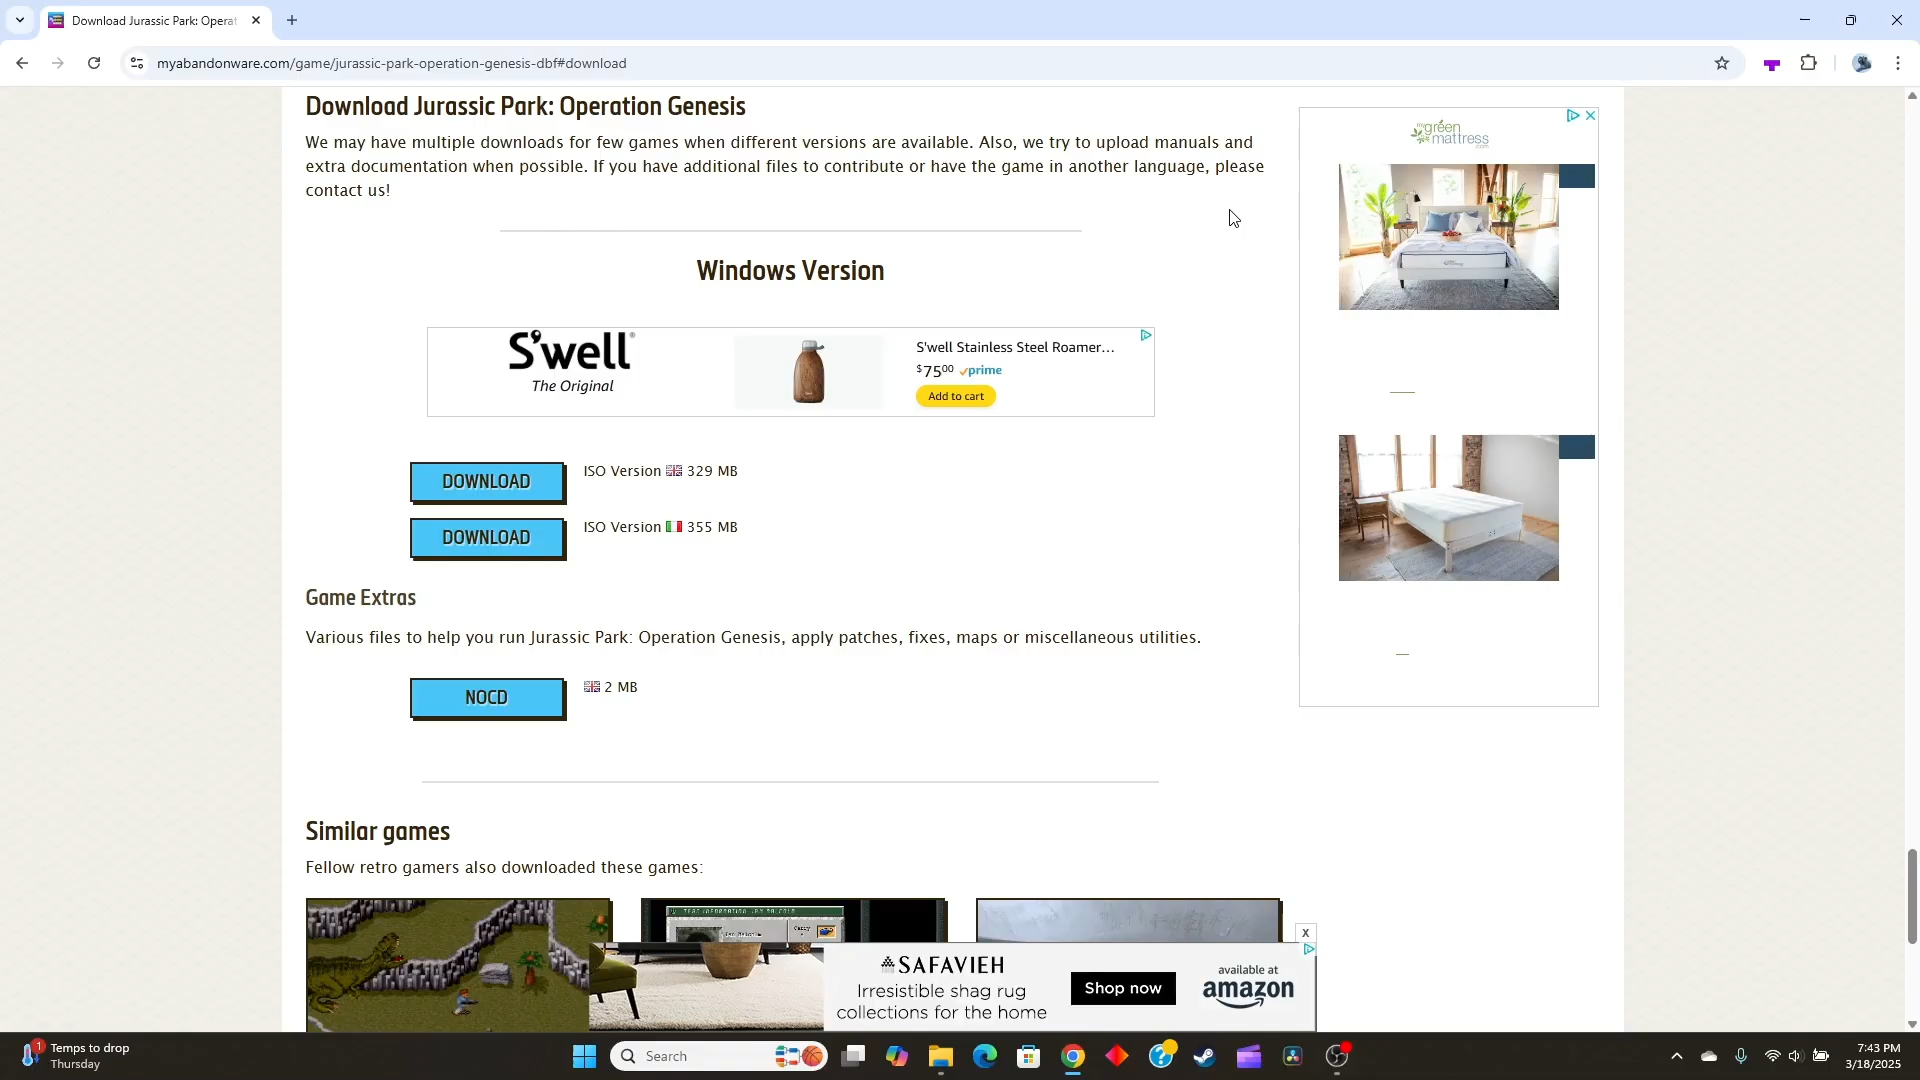 Download Jurassic Park: Operat
myabandonware.com/game/jurassic-park-operation-genesis-dbf#download
Download Jurassic Park: Operation Genesis
We may have multiple downloads for few games when different versions are available. Also, we try to upload manuals and
extra documentation when possible. If you have additional files to contribute or have the game in another language, please
contact us!
my green
mattress
.com
Windows Version
S'well®
The Original
S'well Stainless Steel Roamer...
$75⁰⁰ prime
Add to cart
DOWNLOAD
ISO Version 329 MB
DOWNLOAD
ISO Version 355 MB
Game Extras
Various files to help you run Jurassic Park: Operation Genesis, apply patches, fixes, maps or miscellaneous utilities.
NOCD
2 MB
Similar games
Fellow retro gamers also downloaded these games:
X
SAFAVIEH
Irresistible shag rug
collections for the home
Shop now
available at
amazon
1
Temps to drop
Thursday
Search
7:43 PM
3/18/2025